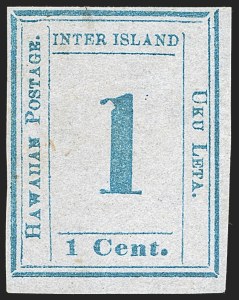 INTER ISLAND
HAWAIIAN POSTAGE.
1
UKU LETA.
1 Cent.